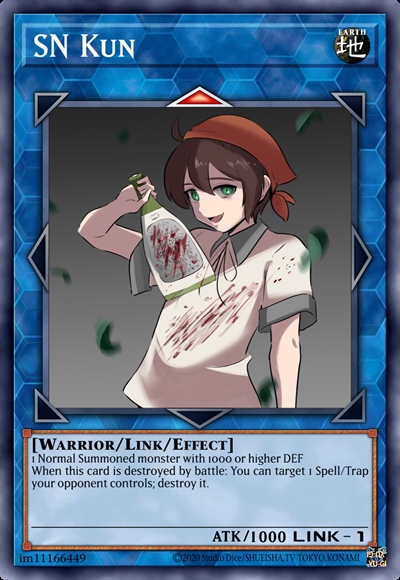 SN Kun
EARTH
地
[Warrior/Link/Effect]
1 Normal Summoned monster with 1000 or higher DEF
When this card is destroyed by battle: You can target 1 Spell/Trap
your opponent controls; destroy it.
ATK/1000 LINK - 1
im11166449
©2020 Studio Dice/SHUEISHA, TV TOKYO, KONAMI